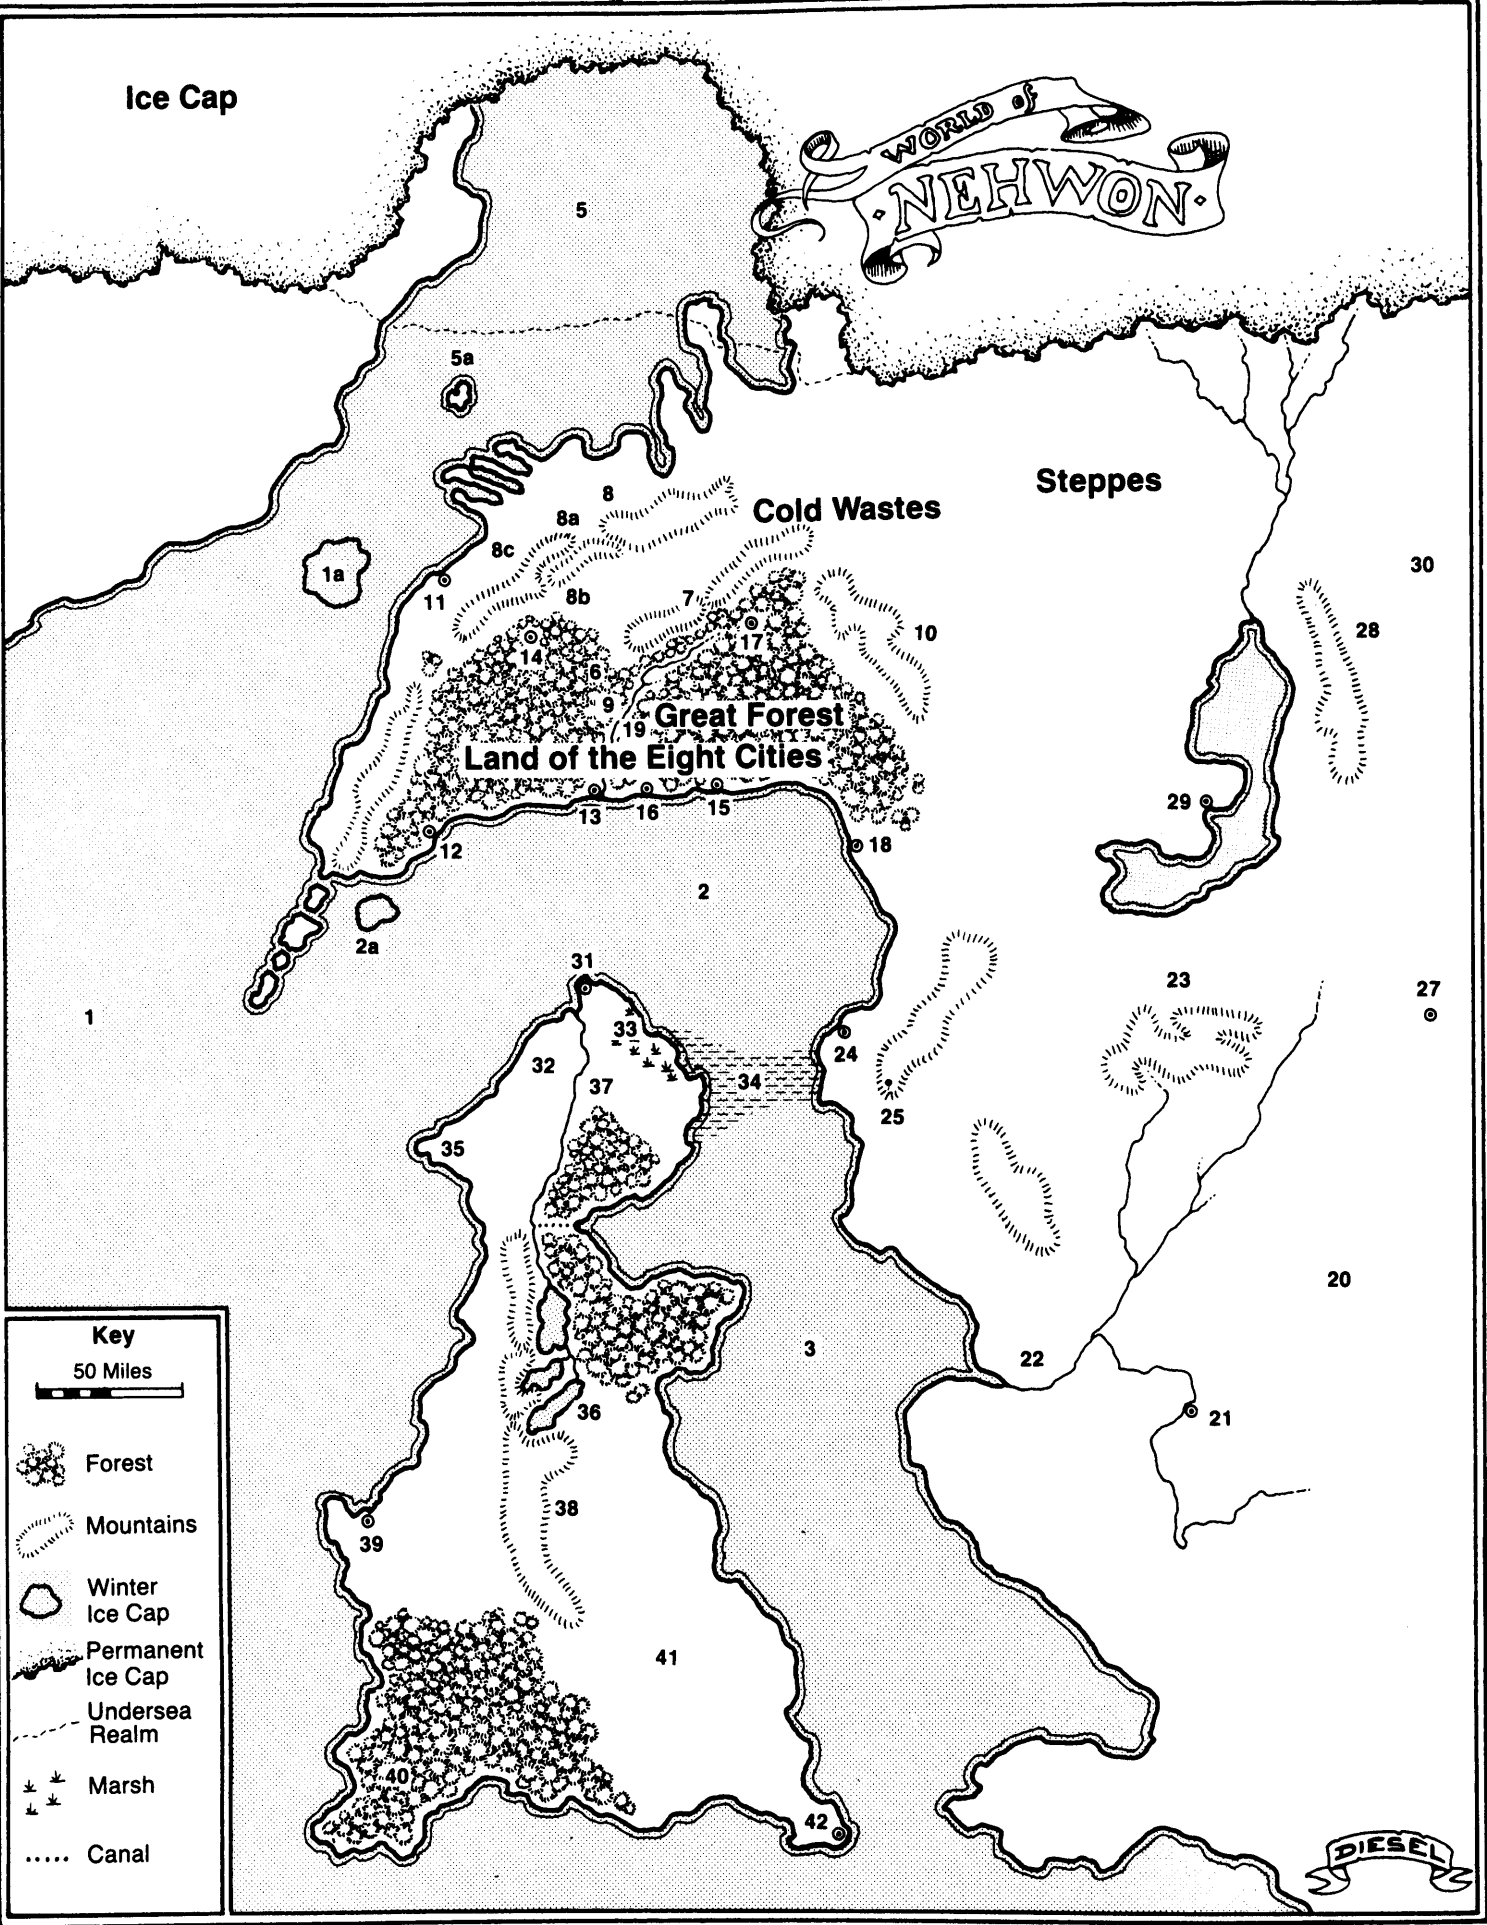 Ice Cap
WORLD of
NEHWON
5
5a
Steppes
8
Cold Wastes
8a
8c
1a
30
11
8b
7
10
28
17
14
6
9
Great Forest
19
Land of the Eight Cities
29
13
16
15
12
18
2
2a
31
23
27
1
33
24
32
34
37
25
35
20
3
22
36
21
38
39
41
40
42
Key
50 Miles
Forest
Mountains
Winter
Ice Cap
Permanent
Ice Cap
Undersea
Realm
Marsh
Canal
DIESEL